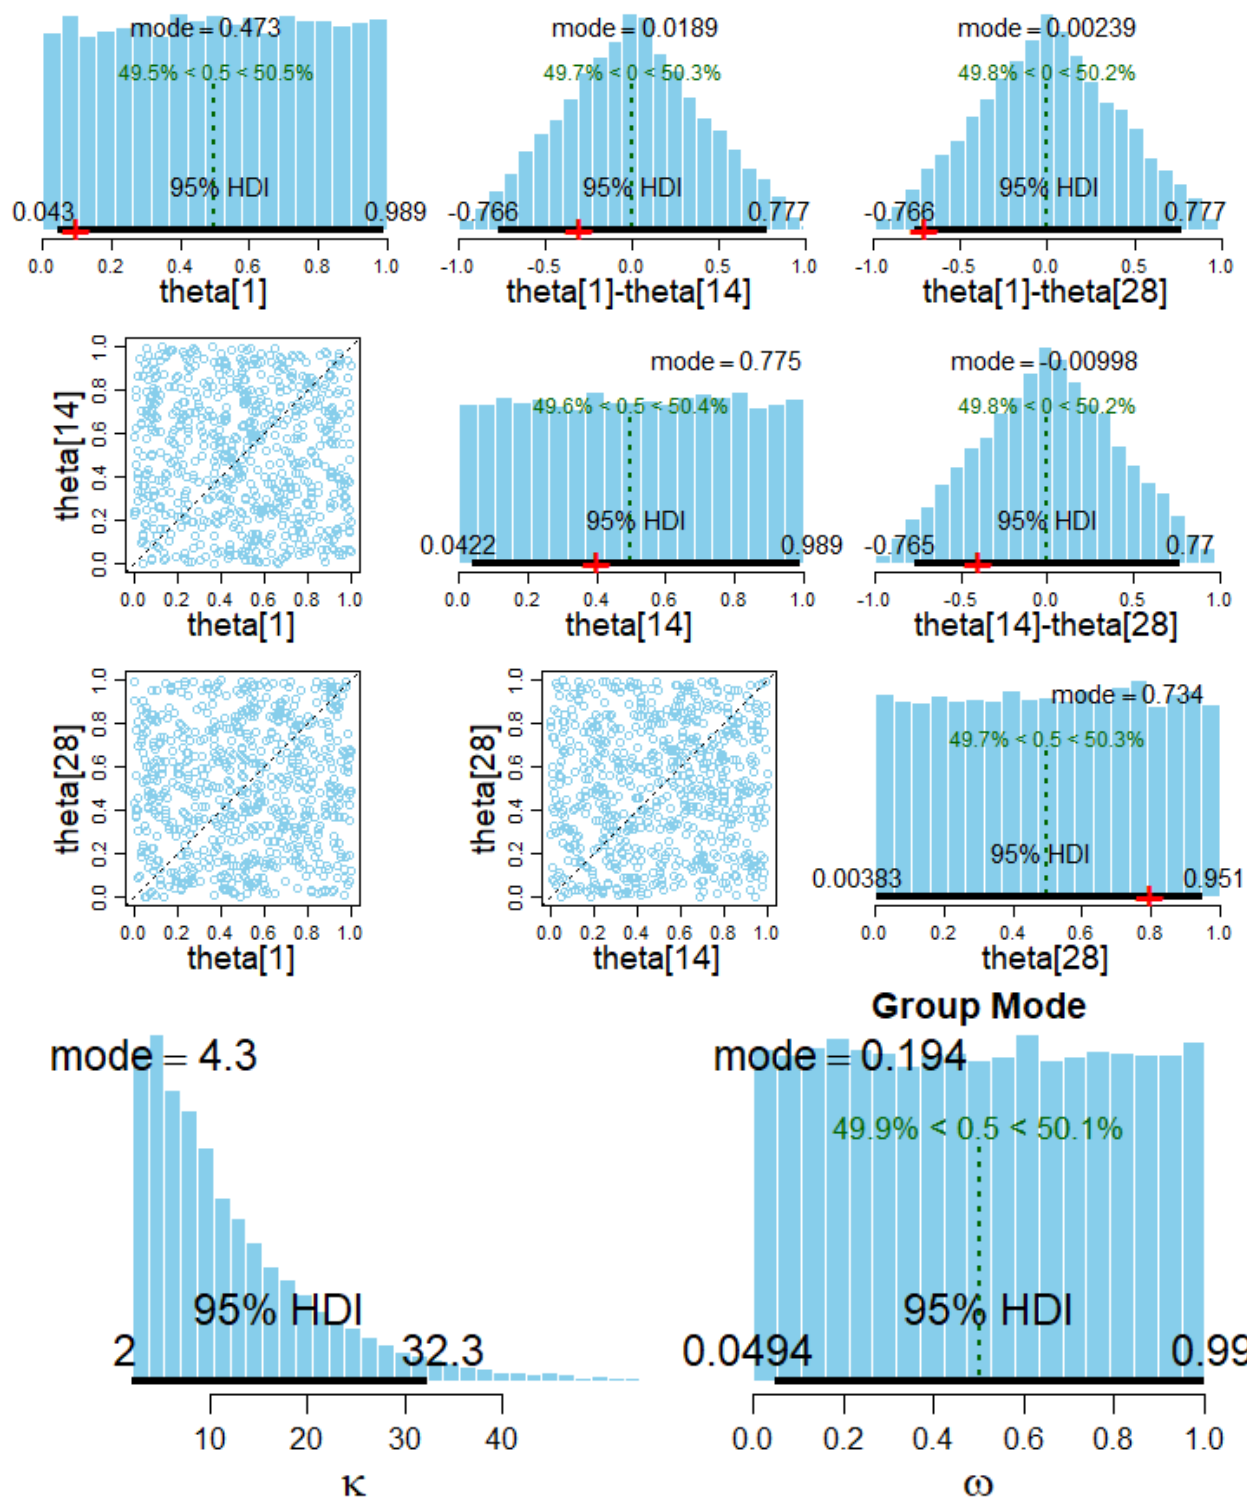 mode = 0.473
49.5% < 0.5 < 50.5%
95% HDI
0.043 0.989
0.0 0.2 0.4 0.6 0.8 1.0
theta[1]
mode = 0.0189
49.7% < 0 < 50.3%
95% HDI
-0.766 0.777
-1.0 -0.5 0.0 0.5 1.0
theta[1]-theta[14]
mode = 0.00239
49.8% < 0 < 50.2%
95% HDI
-0.766 0.777
-1.0 -0.5 0.0 0.5 1.0
theta[1]-theta[28]
theta[14]
0.0 0.2 0.4 0.6 0.8 1.0
0.0 0.2 0.4 0.6 0.8 1.0
theta[1]
mode = 0.775
49.6% < 0.5 < 50.4%
95% HDI
0.0422 0.989
0.0 0.2 0.4 0.6 0.8 1.0
theta[14]
mode = -0.00998
49.8% < 0 < 50.2%
95% HDI
-0.765 0.77
-1.0 -0.5 0.0 0.5 1.0
theta[14]-theta[28]
theta[28]
0.0 0.2 0.4 0.6 0.8 1.0
0.0 0.2 0.4 0.6 0.8 1.0
theta[1]
theta[28]
0.0 0.2 0.4 0.6 0.8 1.0
0.0 0.2 0.4 0.6 0.8 1.0
theta[14]
mode = 0.734
49.7% < 0.5 < 50.3%
95% HDI
0.00383 0.951
0.0 0.2 0.4 0.6 0.8 1.0
theta[28]
mode = 4.3
95% HDI
2 32.3
10 20 30 40
κ
Group Mode
mode = 0.194
49.9% < 0.5 < 50.1%
95% HDI
0.0494 0.99
0.0 0.2 0.4 0.6 0.8 1.0
ω